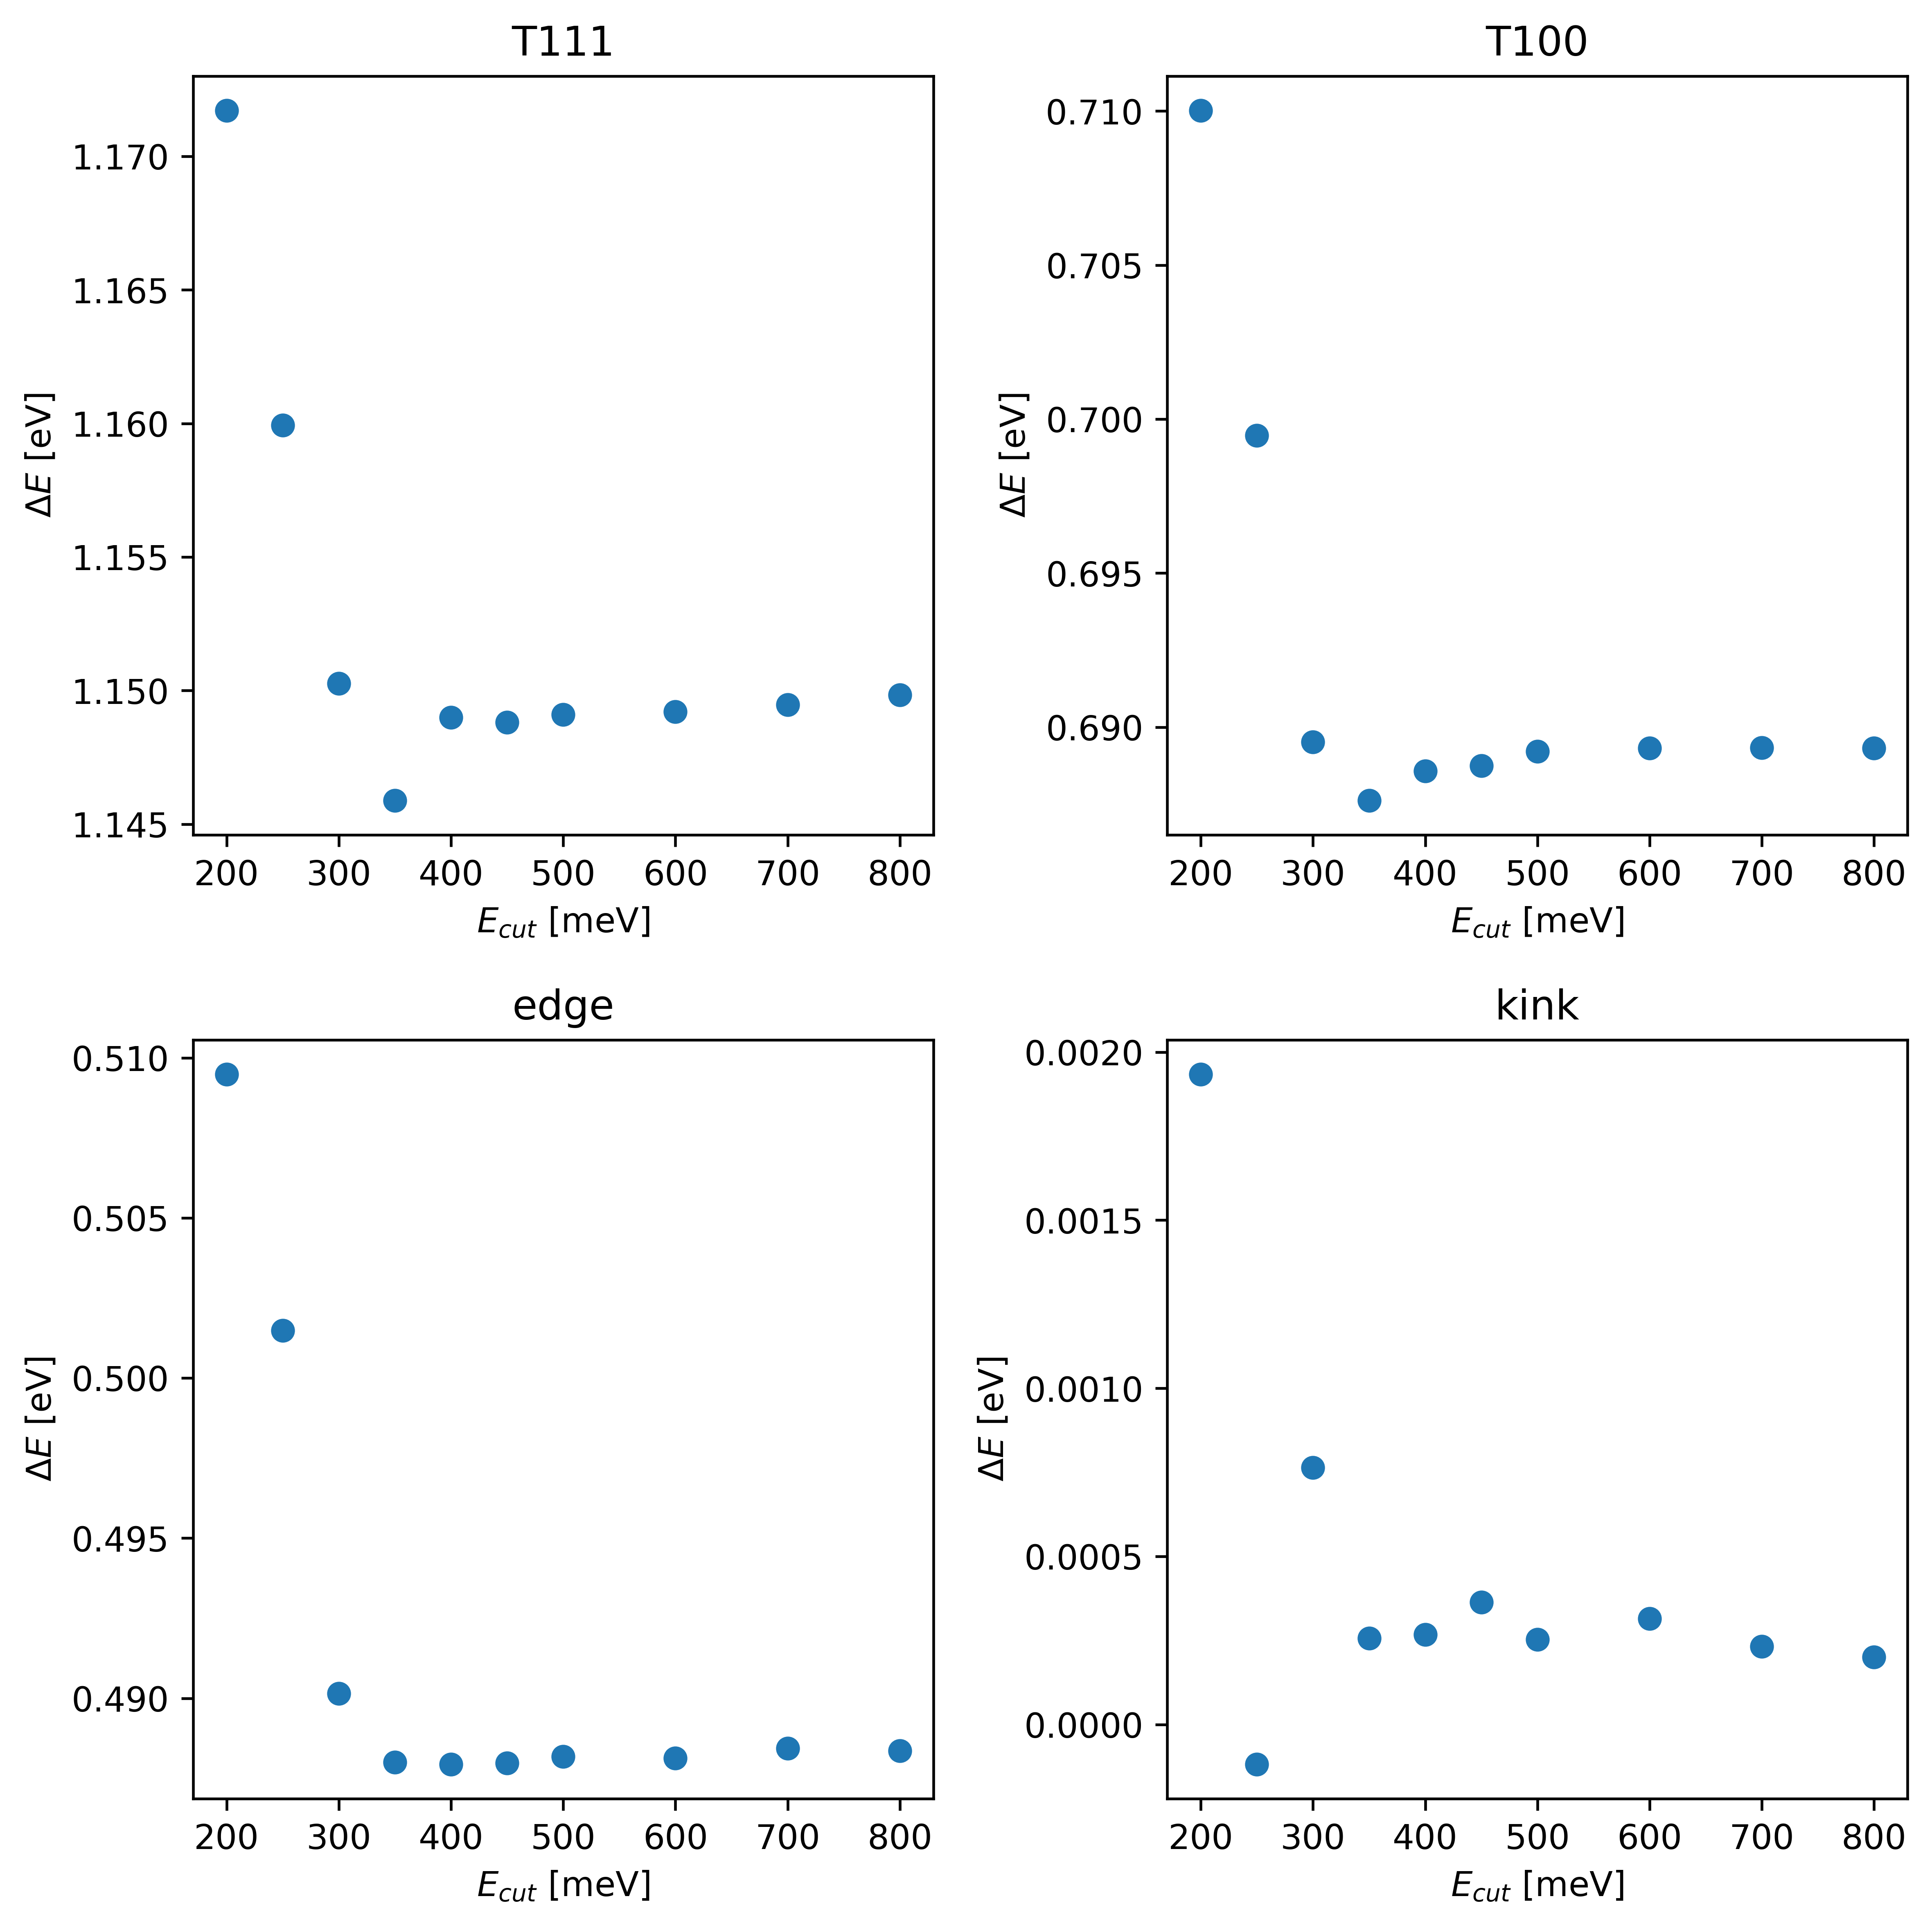 T111
1.170
1.165
1.160
1.155
1.150
1.145
ΔE [eV]
200 300 400 500 600 700 800
E_cut [meV]
T100
0.710
0.705
0.700
0.695
0.690
ΔE [eV]
200 300 400 500 600 700 800
E_cut [meV]
edge
0.510
0.505
0.500
0.495
0.490
ΔE [eV]
200 300 400 500 600 700 800
E_cut [meV]
kink
0.0020
0.0015
0.0010
0.0005
0.0000
ΔE [eV]
200 300 400 500 600 700 800
E_cut [meV]